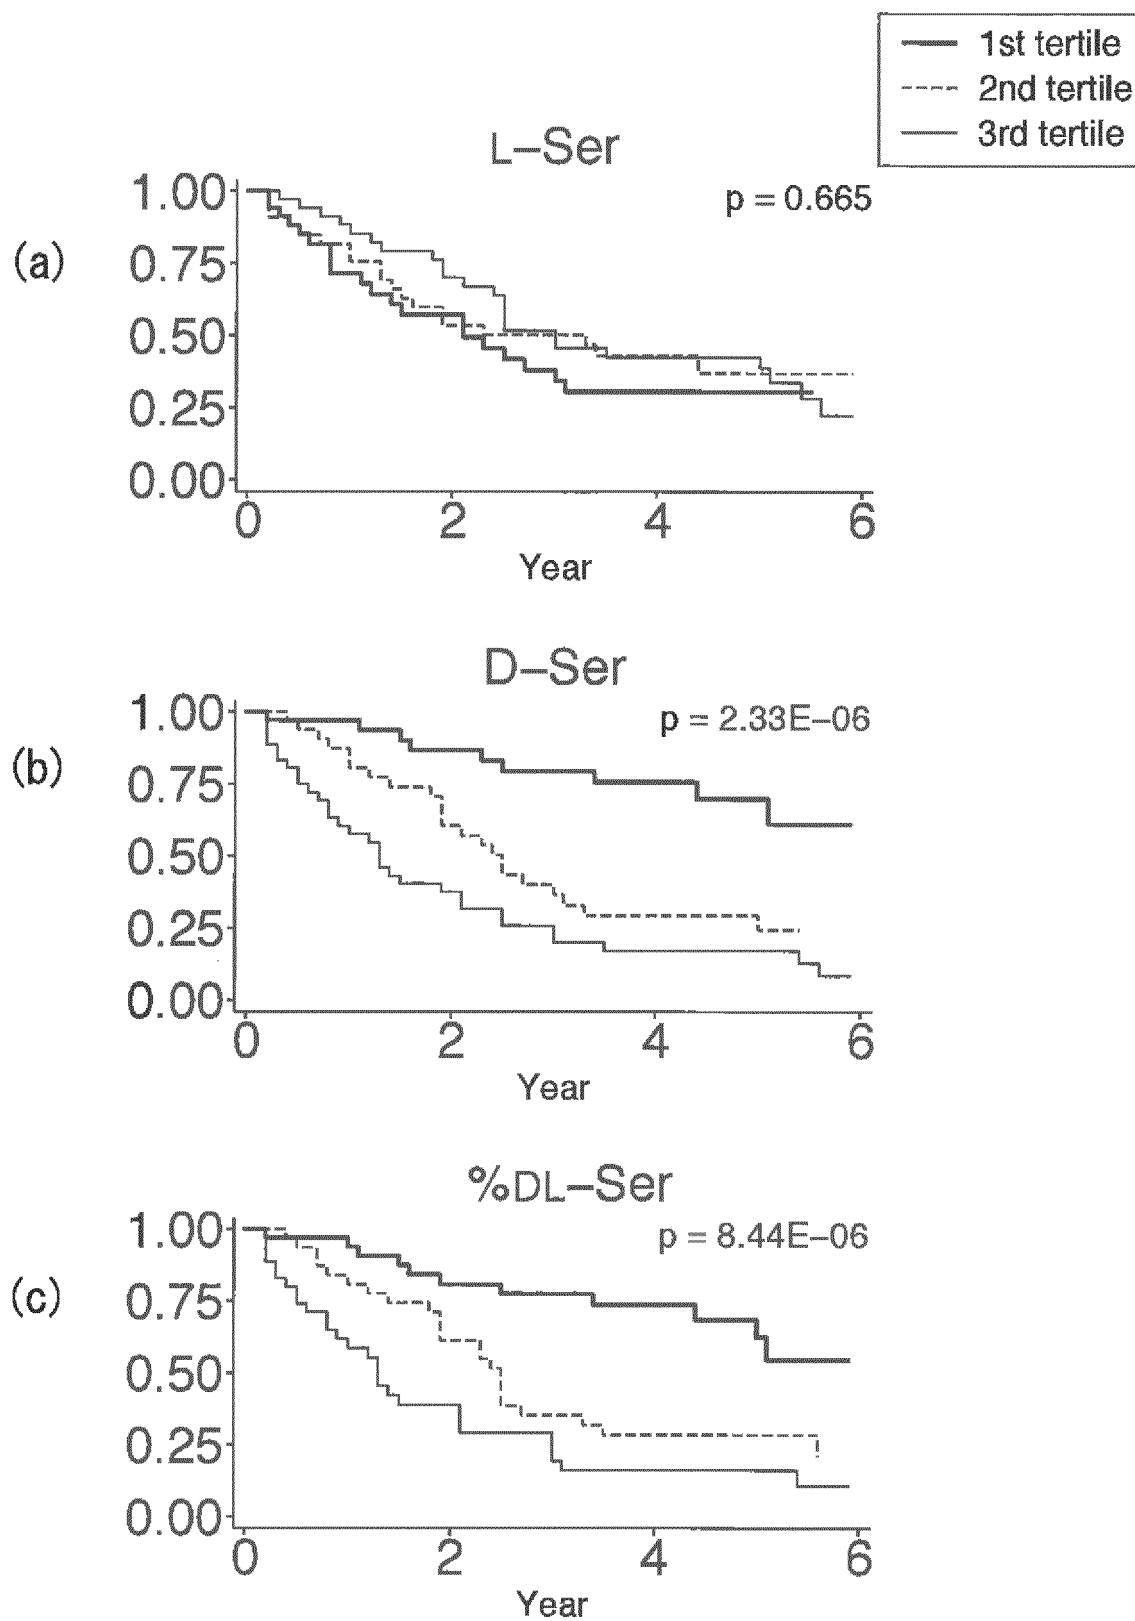 1st tertile
2nd tertile
3rd tertile
L–Ser
p = 0.665
(a)
1.00
0.75
0.50
0.25
0.00
0 2 4 6
Year
D–Ser
p = 2.33E–06
(b)
1.00
0.75
0.50
0.25
0.00
0 2 4 6
Year
%DL–Ser
p = 8.44E–06
(c)
1.00
0.75
0.50
0.25
0.00
0 2 4 6
Year